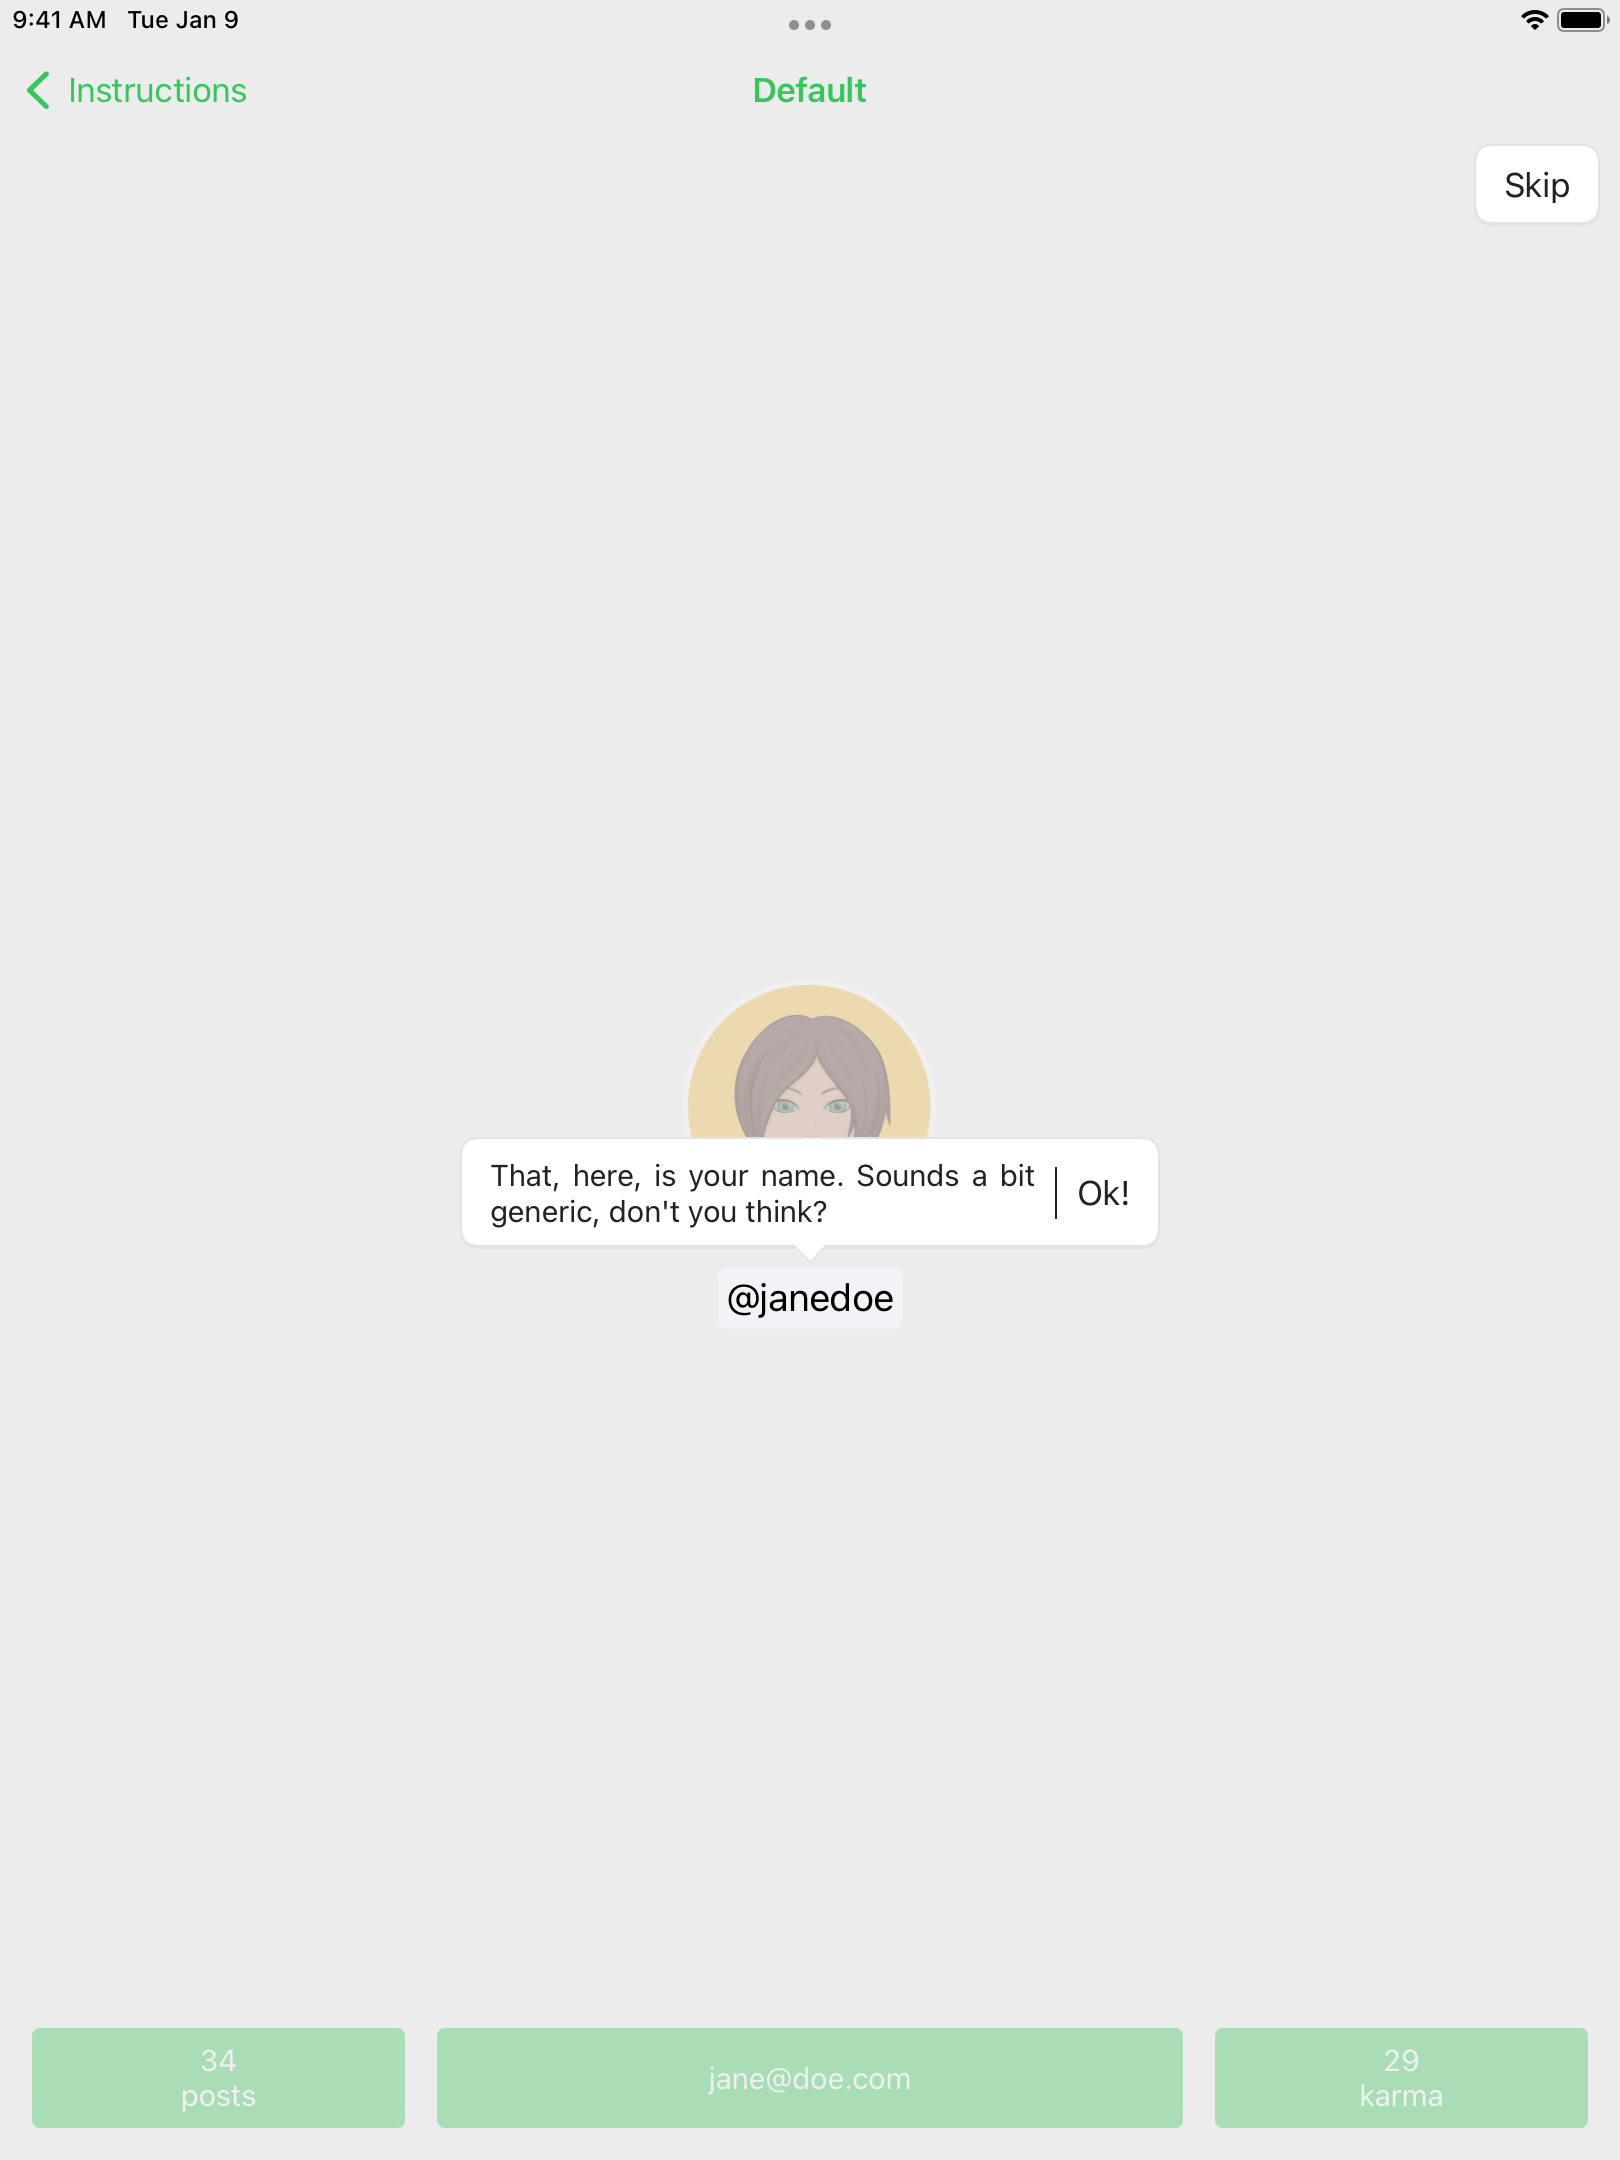 9:41 AM Tue Jan 9
Instructions
Default
Skip
That, here, is your name. Sounds a bit
generic, don't you think?
Ok!
@janedoe
34
posts
jane@doe.com
29
karma